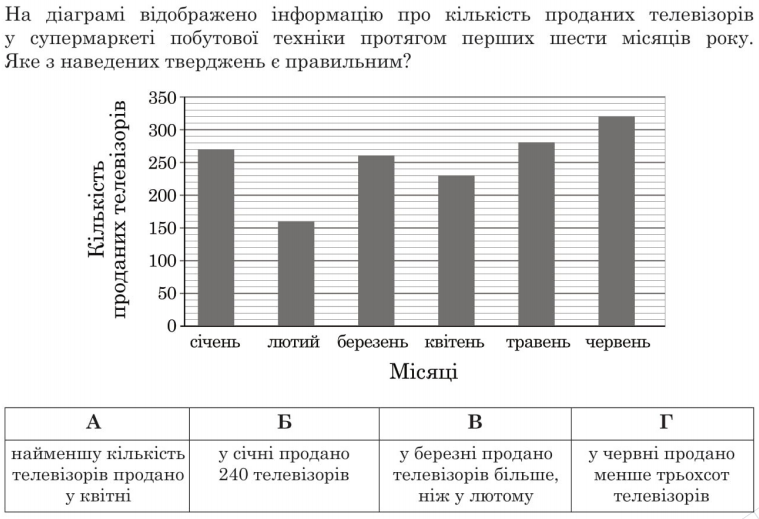 На діаграмі відображено інформацію про кількість проданих телевізорів
у супермаркеті побутової техніки протягом перших шести місяців року.
Яке з наведених тверджень є правильним?
Кількість
проданих телевізорів
350
300
250
200
150
100
50
0
січень лютий березень квітень травень червень
Місяці
А Б В Г
найменшу кількість у січні продано у березні продано у червні продано
телевізорів продано 240 телевізорів телевізорів більше, менше трьохсот
у квітні ніж у лютому телевізорів